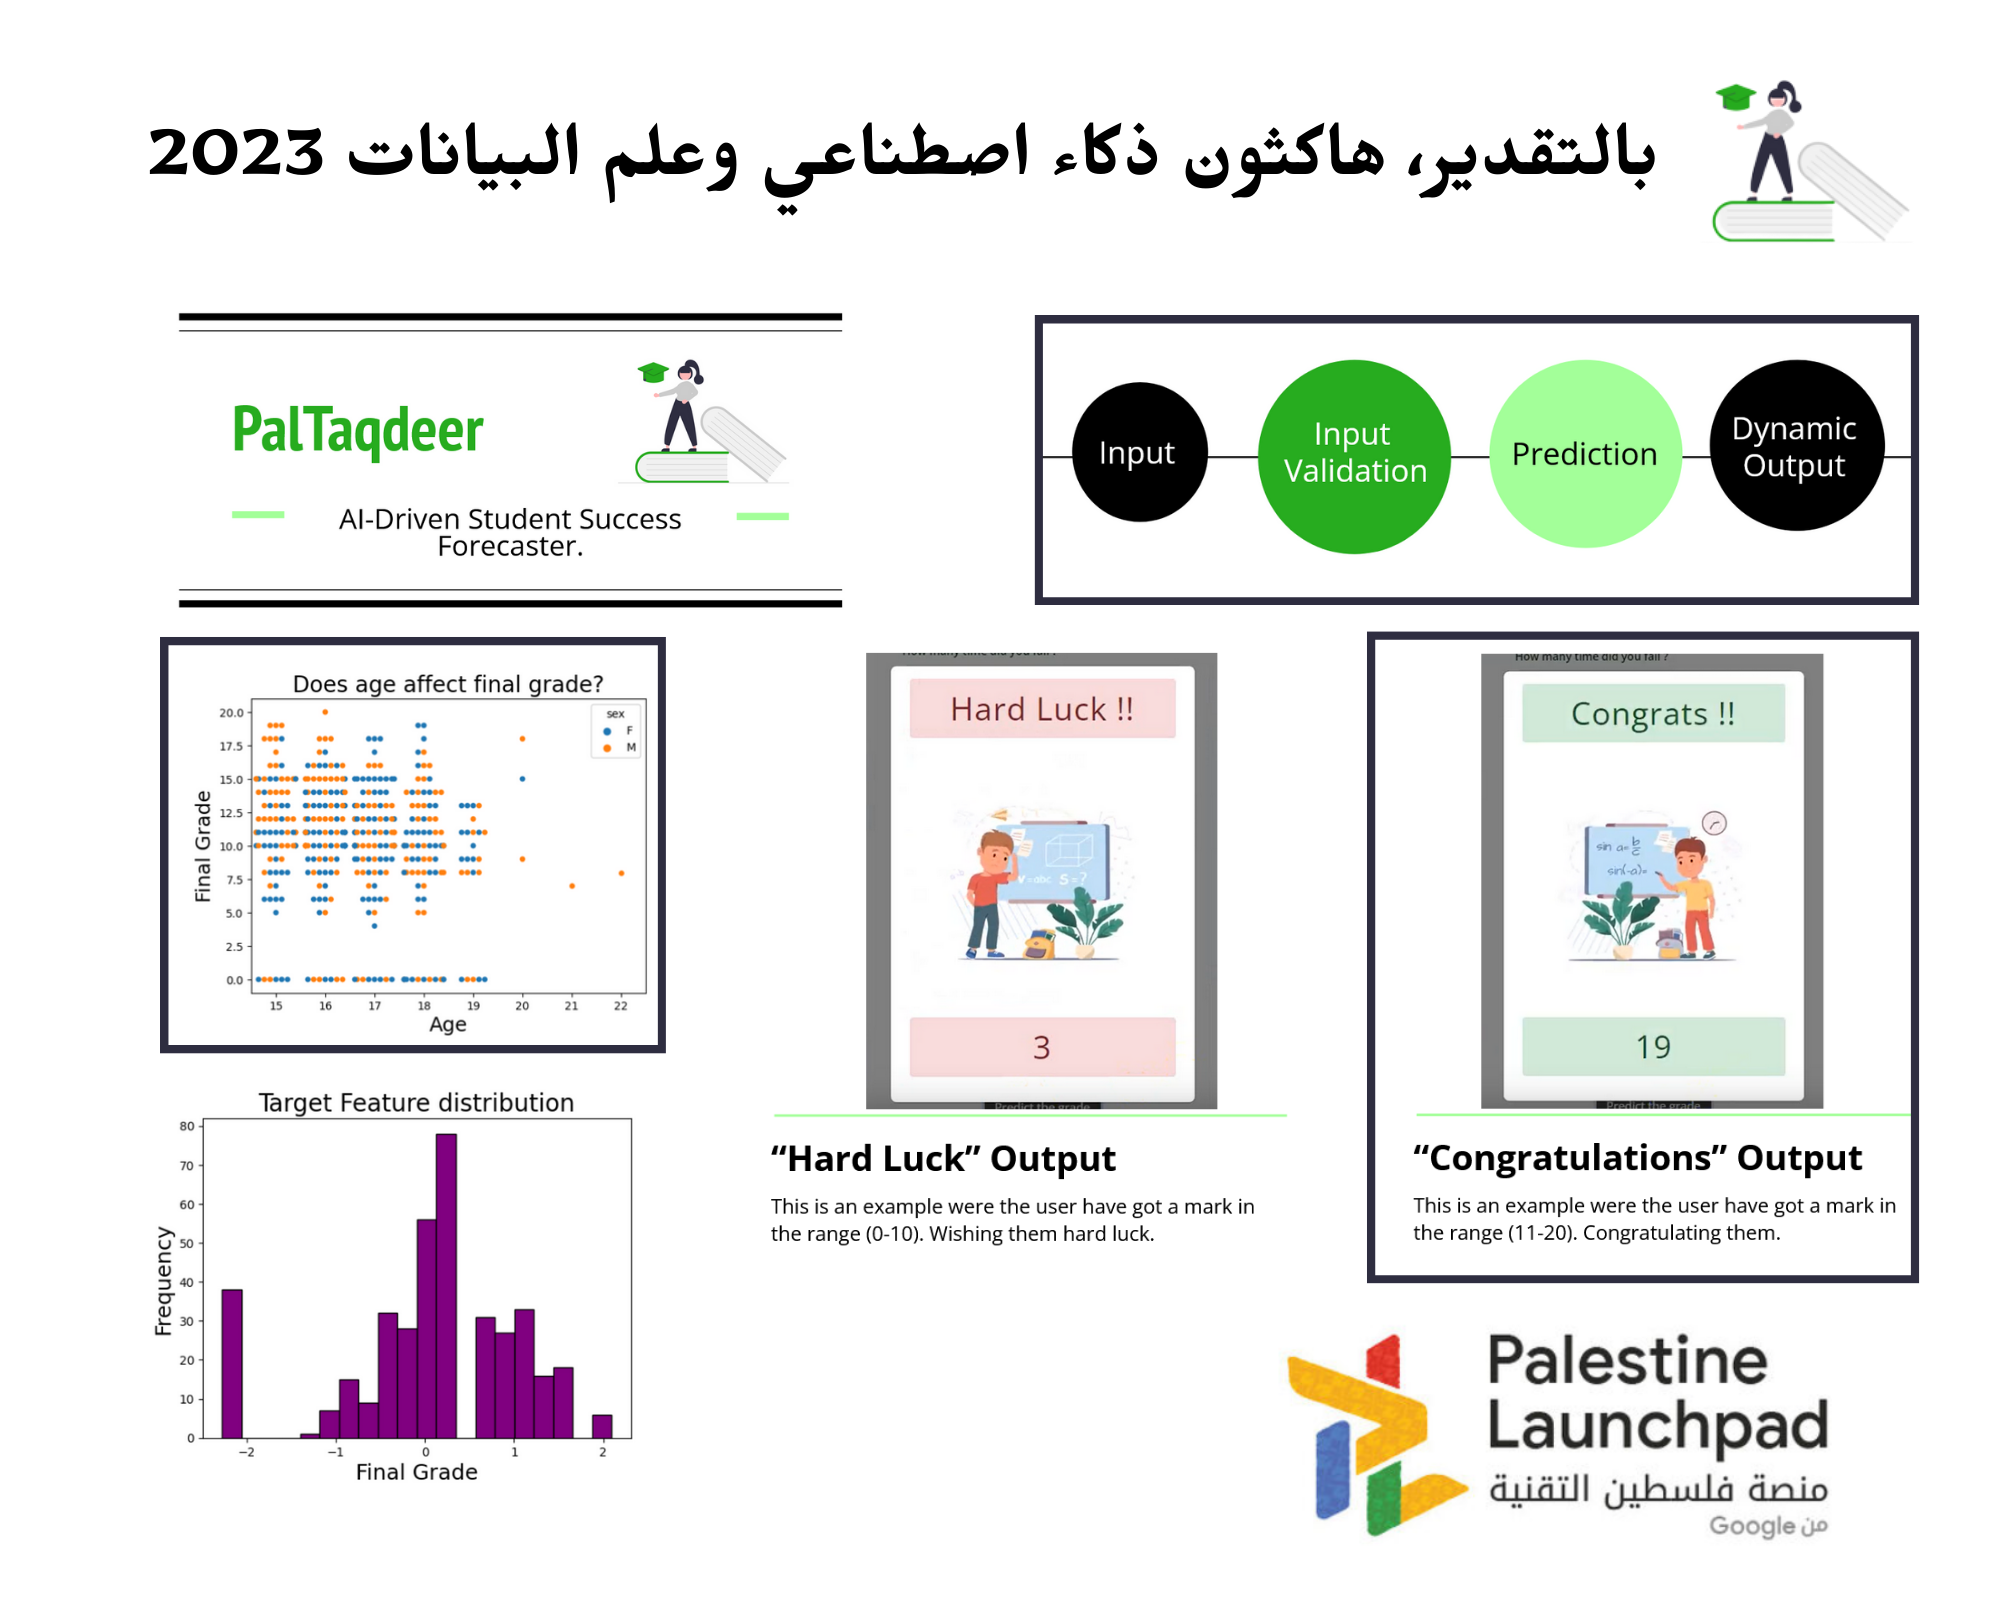 بالتقدير، هاكثون ذكاء اصطناعي وعلم البيانات 2023
PalTaqdeer
AI-Driven Student Success
Forecaster.
Input
Input
Validation
Prediction
Dynamic
Output
Does age affect final grade?
sex
F
M
20.0
17.5
15.0
12.5
10.0
7.5
5.0
2.5
0.0
Final Grade
15 16 17 18 19 20 21 22
Age
Target Feature distribution
80
70
60
50
40
30
20
10
0
Frequency
−2 −1 0 1 2
Final Grade
How many time did you fail ?
Hard Luck !!
V=abc S=?
3
Predict the grade
“Hard Luck” Output
This is an example were the user have got a mark in
the range (0-10). Wishing them hard luck.
How many time did you fail ?
Congrats !!
sin a= b/c
sin(-a)=
19
Predict the grade
“Congratulations” Output
This is an example were the user have got a mark in
the range (11-20). Congratulating them.
Palestine
Launchpad
منصة فلسطين التقنية
من Google